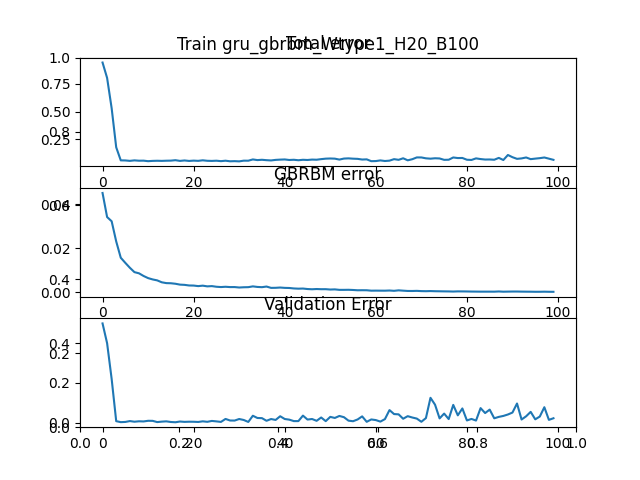 Train gru_gbrbm_Wtype1_H20_B100
Total error
1.0
0.75
0.50
0.8
0.25
0 20 40 60 80 100
GBRBM error
0.04
0.6
0.02
0.4
0.00
0 20 40 60 80 100
Validation Error
0.4
0.2
0.2
0.0
0.0
0.0 0 0.2 20 0.4 40 0.6 60 80 0.8 100 1.0